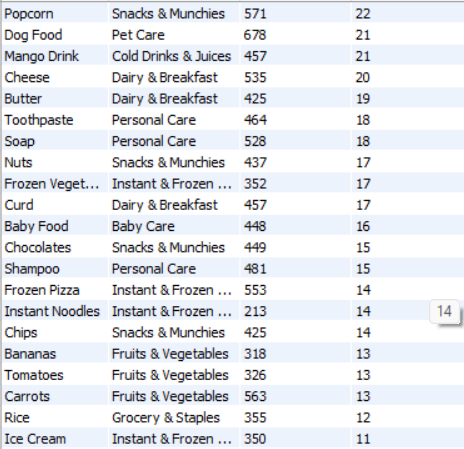 Popcorn Snacks & Munchies 571 22
Dog Food Pet Care 678 21
Mango Drink Cold Drinks & Juices 457 21
Cheese Dairy & Breakfast 535 20
Butter Dairy & Breakfast 425 19
Toothpaste Personal Care 464 18
Soap Personal Care 528 18
Nuts Snacks & Munchies 437 17
Frozen Veget... Instant & Frozen ... 352 17
Curd Dairy & Breakfast 457 17
Baby Food Baby Care 448 16
Chocolates Snacks & Munchies 449 15
Shampoo Personal Care 481 15
Frozen Pizza Instant & Frozen ... 553 14
Instant Noodles Instant & Frozen ... 213 14 14
Chips Snacks & Munchies 425 14
Bananas Fruits & Vegetables 318 13
Tomatoes Fruits & Vegetables 326 13
Carrots Fruits & Vegetables 563 13
Rice Grocery & Staples 355 12
Ice Cream Instant & Frozen ... 350 11